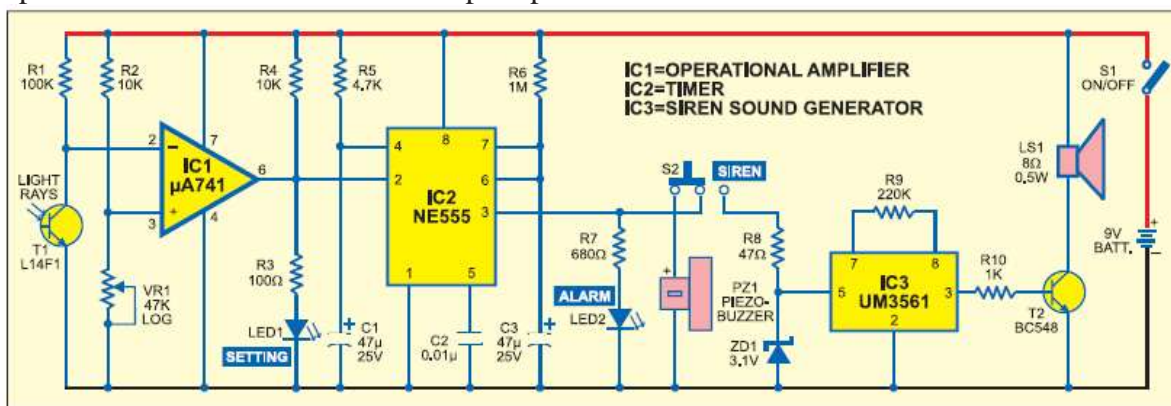 R1
100K
R2
10K
R4
10K
R5
4.7K
R6
1M
IC1=OPERATIONAL AMPLIFIER
IC2=TIMER
IC3=SIREN SOUND GENERATOR
S1
ON/OFF
LS1
8Ω
0.5W
9V
BATT.
+
–
LIGHT
RAYS
T1
L14F1
2
–
3
+
7
4
6
IC1
µA741
VR1
47K
LOG
R3
100Ω
LED1
SETTING
C1
47µ
25V
+
8
4
2
7
6
3
1
5
IC2
NE555
C2
0.01µ
C3
47µ
25V
+
R7
680Ω
ALARM
LED2
S2
SIREN
+
PZ1
PIEZO-
BUZZER
R8
47Ω
ZD1
3.1V
R9
220K
7
8
5
3
2
IC3
UM3561
R10
1K
T2
BC548